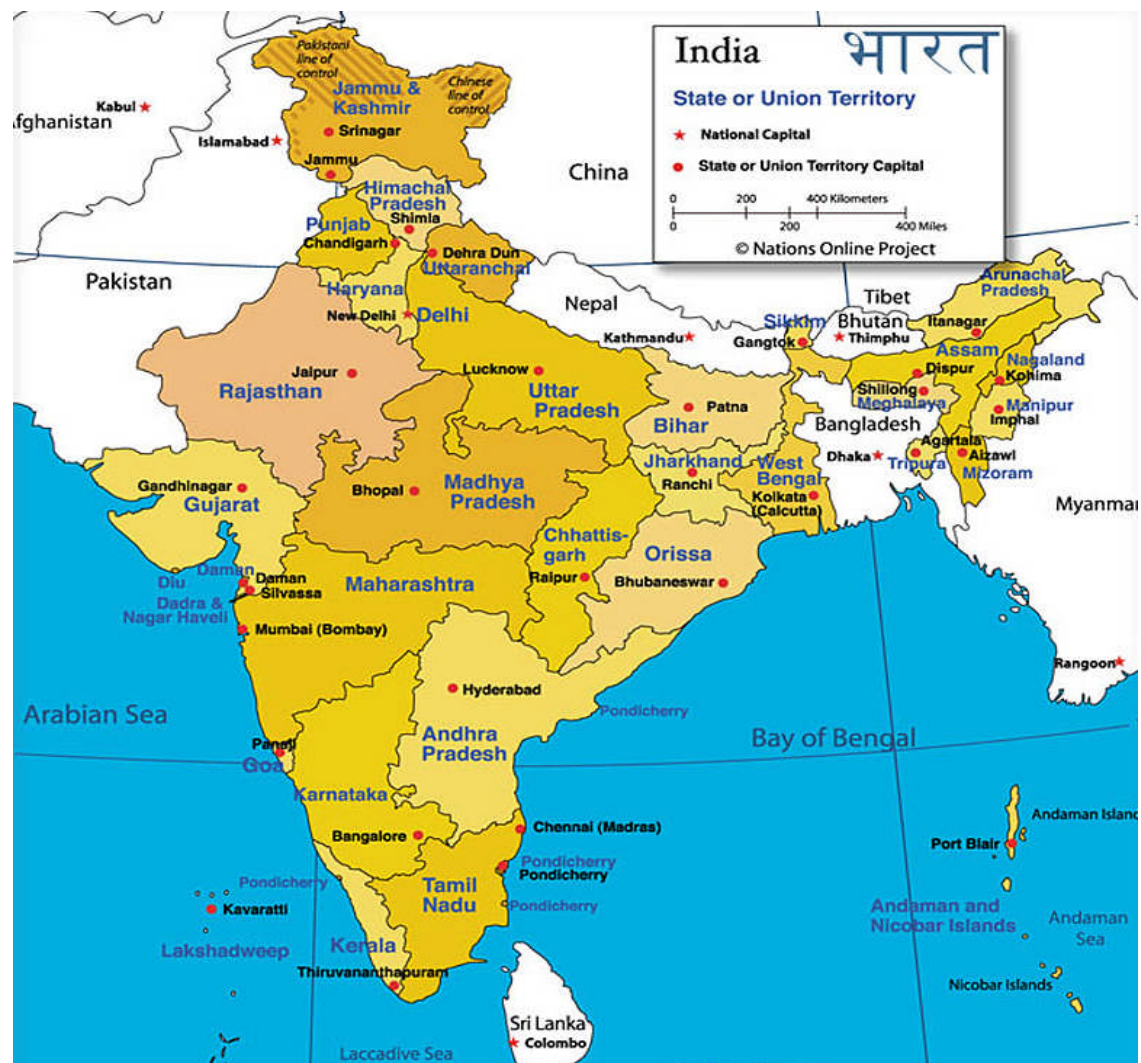 India भारत
State or Union Territory
National Capital
State or Union Territory Capital
0 200 400 Kilometers
0 200 400 Miles
© Nations Online Project
Pakistani
line of
control
Chinese
line of
control
Jammu &
Kashmir
Kabul
Afghanistan
Islamabad
Srinagar
Jammu
China
Himachal
Pradesh
Shimla
Punjab
Chandigarh
Dehra Dun
Uttaranchal
Pakistan
Haryana
New Delhi
Delhi
Nepal
Kathmandu
Tibet
Arunachal
Pradesh
Sikkim
Gangtok
Bhutan
Thimphu
Itanagar
Assam
Dispur
Nagaland
Kohima
Shillong
Meghalaya
Manipur
Imphal
Jaipur
Rajasthan
Lucknow
Uttar
Pradesh
Patna
Bihar
Bangladesh
Dhaka
Agartala
Tripura
Aizawl
Mizoram
Jharkhand
Ranchi
West
Bengal
Kolkata
(Calcutta)
Myanmar
Gandhinagar
Gujarat
Bhopal
Madhya
Pradesh
Chhattis-
garh
Raipur
Orissa
Bhubaneswar
Diu
Daman
Daman
Silvassa
Dadra &
Nagar Haveli
Maharashtra
Mumbai (Bombay)
Rangoon
Hyderabad
Andhra
Pradesh
Pondicherry
Arabian Sea
Bay of Bengal
Panaji
Goa
Karnataka
Bangalore
Chennai (Madras)
Pondicherry
Pondicherry
Pondicherry
Pondicherry
Tamil
Nadu
Kavaratti
Lakshadweep
Kerala
Thiruvananthapuram
Andaman Island
Port Blair
Andaman and
Nicobar Islands
Andaman
Sea
Nicobar Islands
Sri Lanka
Colombo
Laccadive Sea